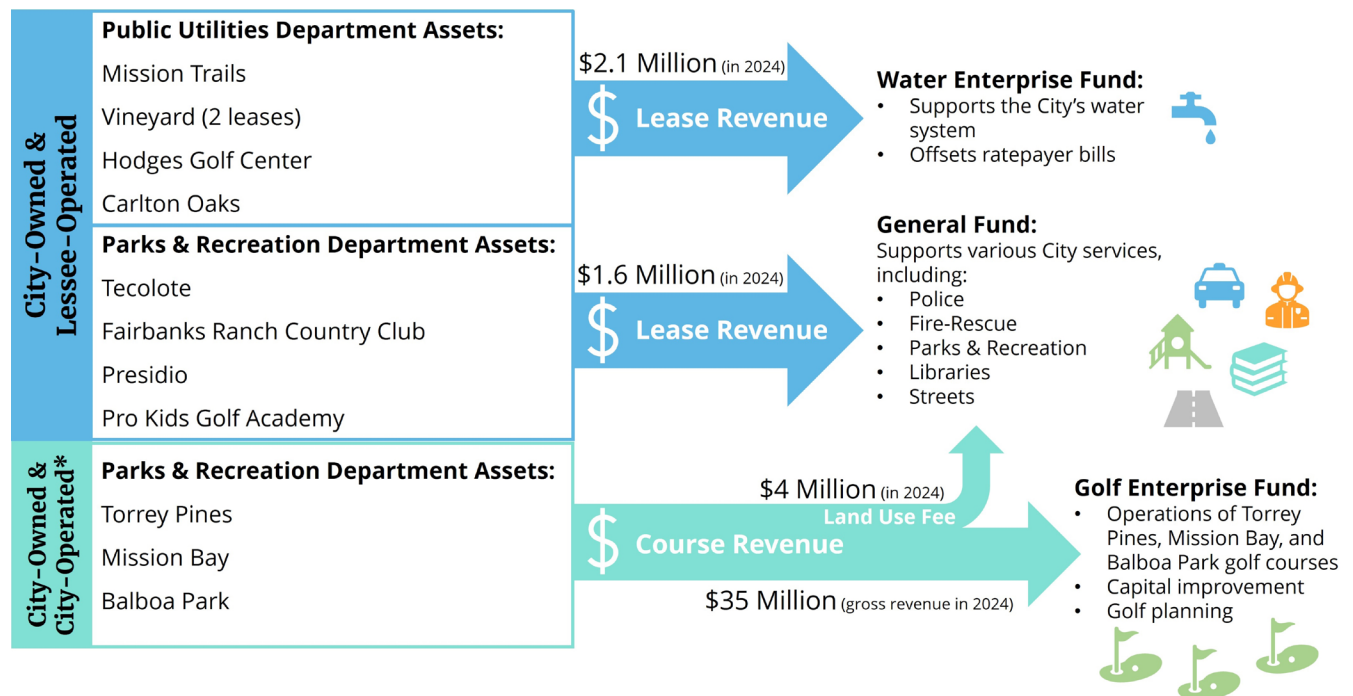 City-Owned &
Lessee-Operated
Public Utilities Department Assets:
Mission Trails
Vineyard (2 leases)
Hodges Golf Center
Carlton Oaks
$2.1 Million (in 2024)
$ Lease Revenue
Water Enterprise Fund:
• Supports the City's water
system
• Offsets ratepayer bills
Parks & Recreation Department Assets:
Tecolote
Fairbanks Ranch Country Club
Presidio
Pro Kids Golf Academy
$1.6 Million (in 2024)
$ Lease Revenue
General Fund:
Supports various City services,
including:
• Police
• Fire-Rescue
• Parks & Recreation
• Libraries
• Streets
City-Owned &
City-Operated*
Parks & Recreation Department Assets:
Torrey Pines
Mission Bay
Balboa Park
$4 Million (in 2024)
Land Use Fee
$ Course Revenue
$35 Million (gross revenue in 2024)
Golf Enterprise Fund:
• Operations of Torrey
Pines, Mission Bay, and
Balboa Park golf courses
• Capital improvement
• Golf planning